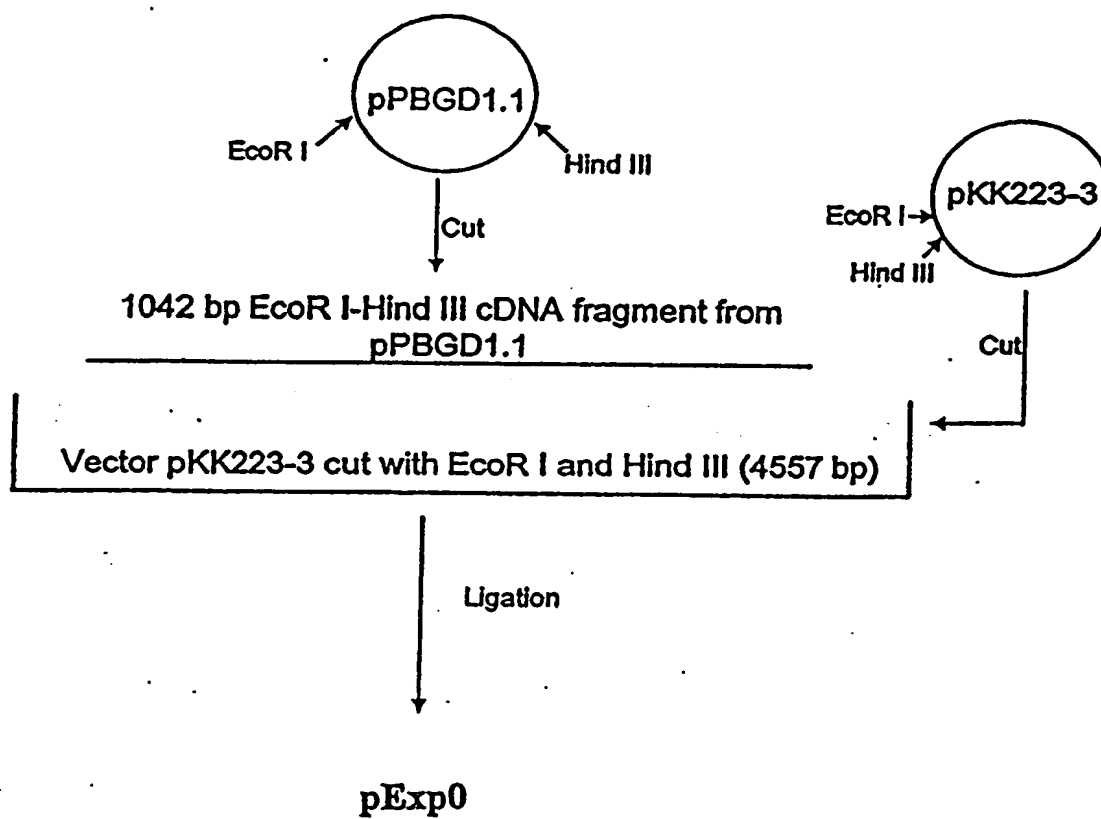 pPBGD1.1
EcoR I
Hind III
pKK223-3
EcoR I
Hind III
Cut
Cut
1042 bp EcoR I-Hind III cDNA fragment from
pPBGD1.1
Vector pKK223-3 cut with EcoR I and Hind III (4557 bp)
Ligation
pExp0